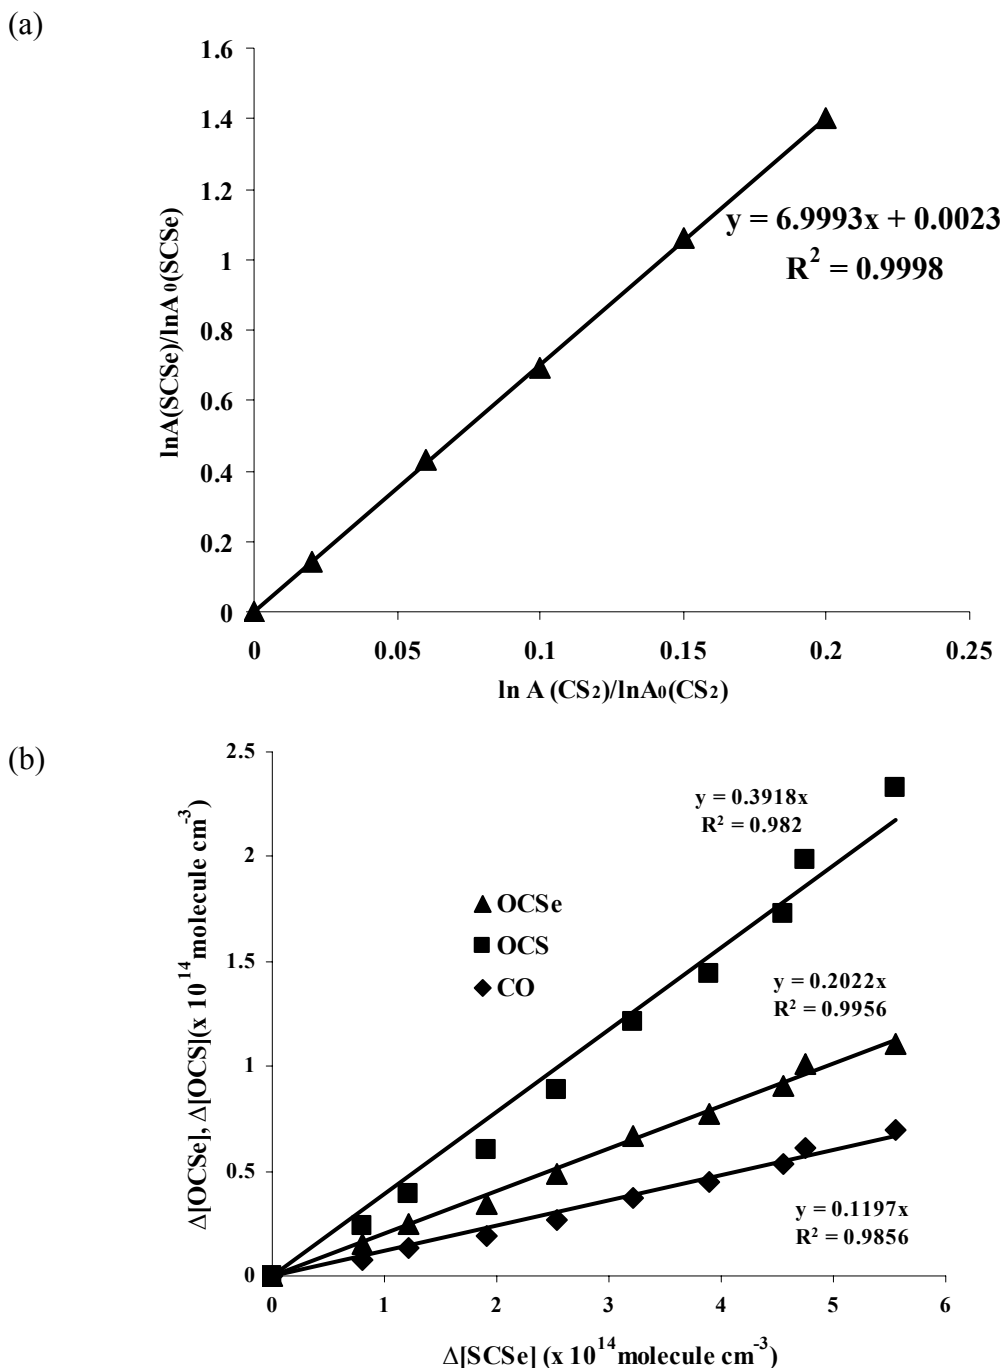 (a)
1.6
1.4
1.2
1
0.8
0.6
0.4
0.2
0
lnA(SCSe)/lnA₀(SCSe)
y = 6.9993x + 0.0023
R² = 0.9998
0 0.05 0.1 0.15 0.2 0.25
ln A (CS₂)/lnA₀(CS₂)
(b)
2.5
2
1.5
1
0.5
0
Δ[OCSe], Δ[OCS](x 10¹⁴ molecule cm⁻³)
y = 0.3918x
R² = 0.982
OCSe
OCS
CO
y = 0.2022x
R² = 0.9956
y = 0.1197x
R² = 0.9856
0 1 2 3 4 5 6
Δ[SCSe] (x 10¹⁴ molecule cm⁻³)